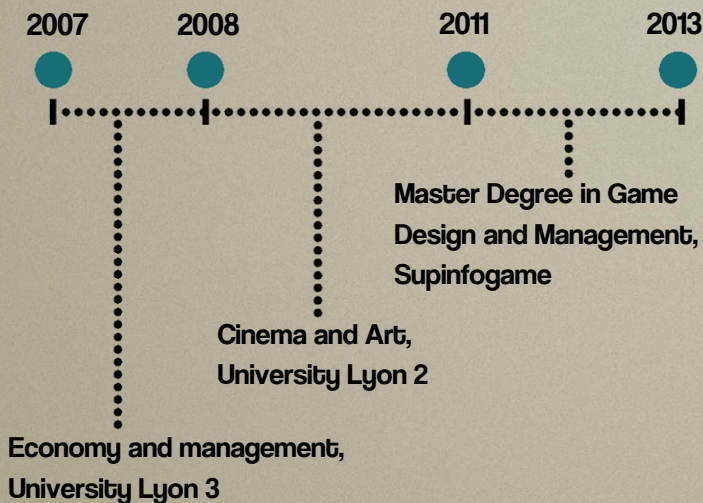 2007 2008 2011 2013
Master Degree in Game
Design and Management,
Supinfogame
Cinema and Art,
University Lyon 2
Economy and management,
University Lyon 3